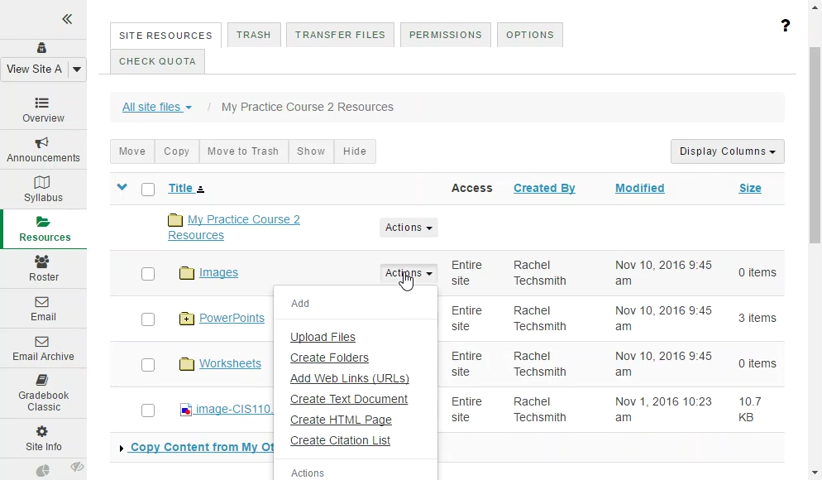 SITE RESOURCES
TRASH
TRANSFER FILES
PERMISSIONS
OPTIONS
?
CHECK QUOTA
View Site A
Overview
Announcements
Syllabus
Resources
Roster
Email
Email Archive
Gradebook
Classic
Site Info
All site files / My Practice Course 2 Resources
Move
Copy
Move to Trash
Show
Hide
Display Columns
Title
Access
Created By
Modified
Size
My Practice Course 2
Resources
Actions
Images
Actions
Entire
site
Rachel
Techsmith
Nov 10, 2016 9:45
am
0 items
PowerPoints
Entire
site
Rachel
Techsmith
Nov 10, 2016 9:45
am
3 items
Worksheets
Entire
site
Rachel
Techsmith
Nov 10, 2016 9:45
am
0 items
image-CIS110.
Entire
site
Rachel
Techsmith
Nov 1, 2016 10:23
am
10.7
KB
Copy Content from My Ot
Add
Upload Files
Create Folders
Add Web Links (URLs)
Create Text Document
Create HTML Page
Create Citation List
Actions